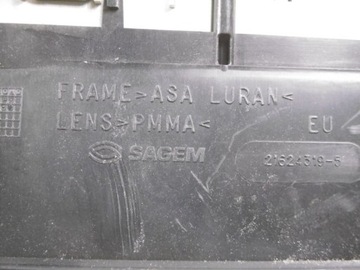 FRAME>ASA LURAN<
LENS>PMMA<
EU
SAGEM
21624319-5